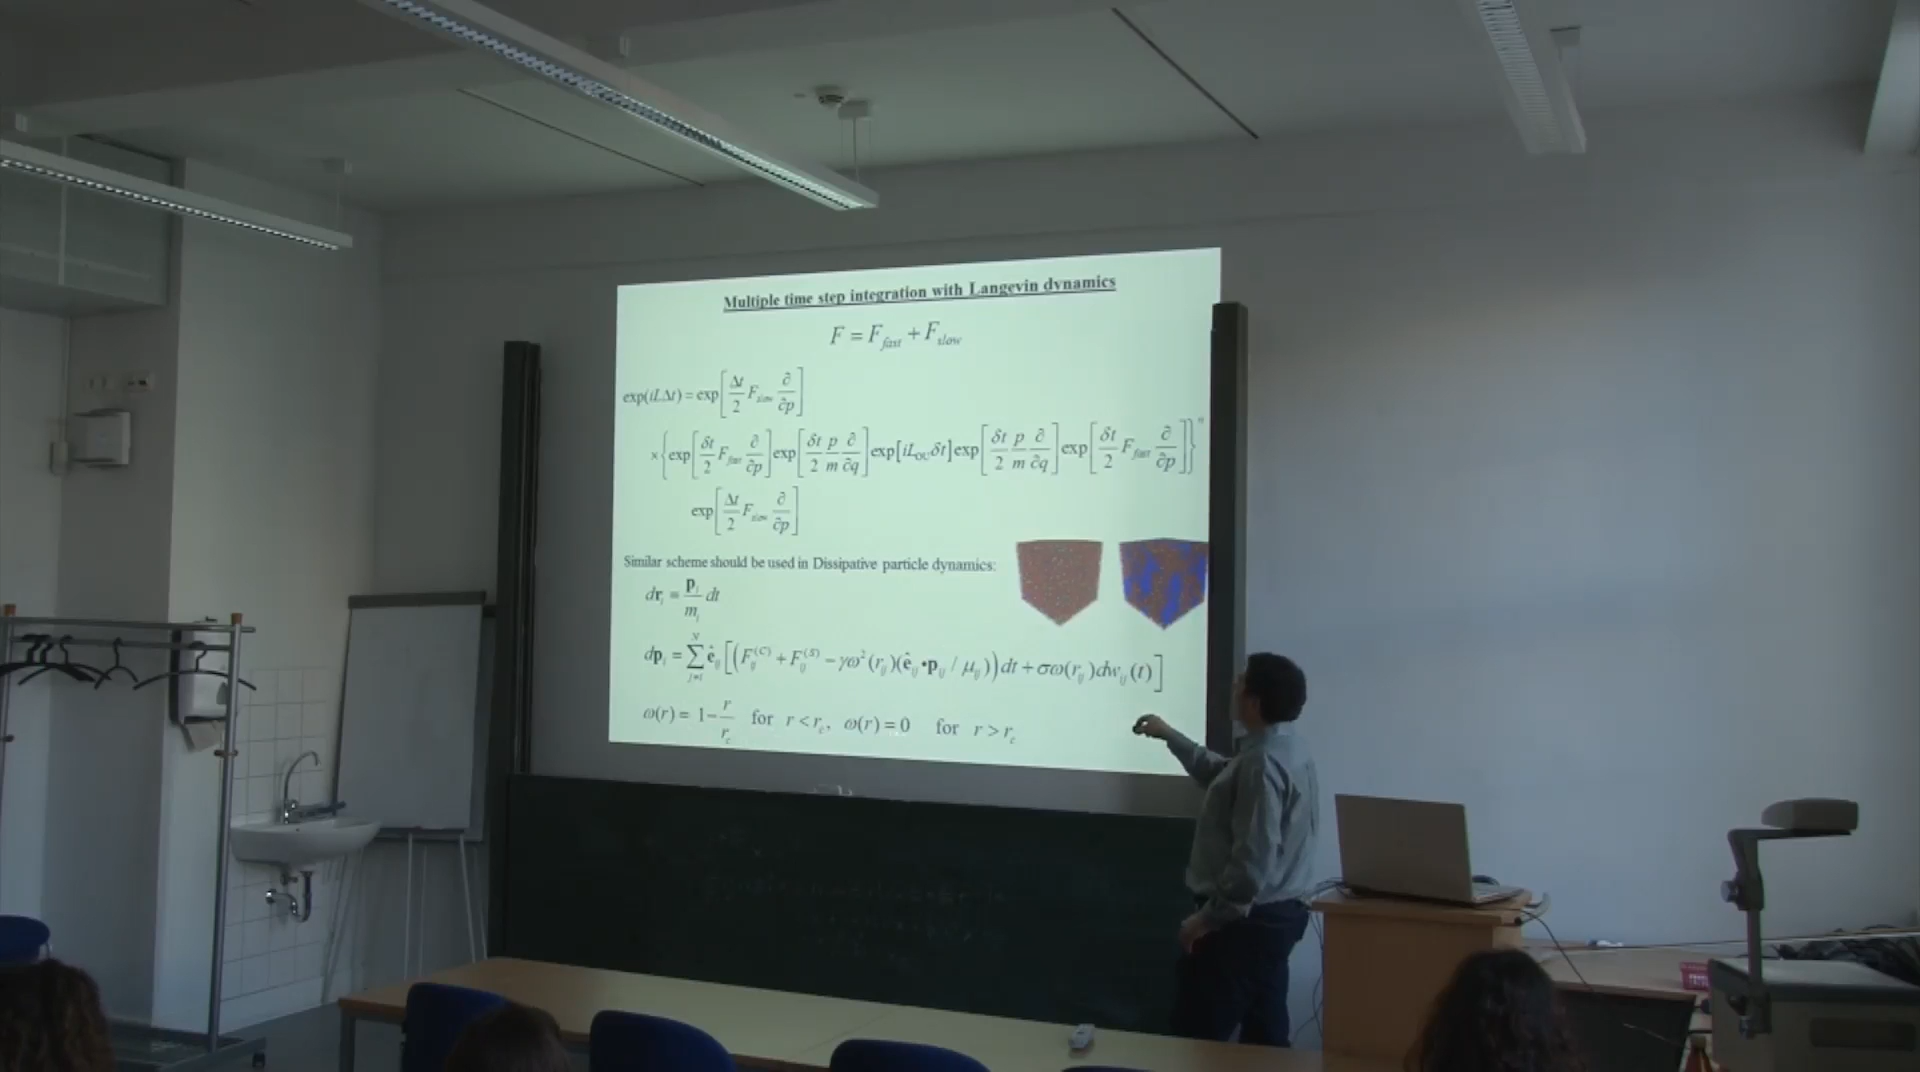 Multiple time step integration with Langevin dynamics
F = F_fast + F_slow
exp(iLΔt) = exp[Δt/2 F_slow ∂/∂p]
×{exp[δt/2 F_fast ∂/∂p]exp[δt/2 p/m ∂/∂q]exp[iL_OU δt]exp[δt/2 p/m ∂/∂q]exp[δt/2 F_fast ∂/∂p]}^n
exp[Δt/2 F_slow ∂/∂p]
Similar scheme should be used in Dissipative particle dynamics:
dr_i = p_i/m_i dt
dp_i = Σ_{j≠i}^N ê_ij [(F_ij^(C) + F_ij^(S) − γω²(r_ij)(ê_ij •p_ij / μ_ij))dt + σω(r_ij)dw_ij(t)]
ω(r) = 1− r/r_c for r < r_c, ω(r) = 0 for r > r_c